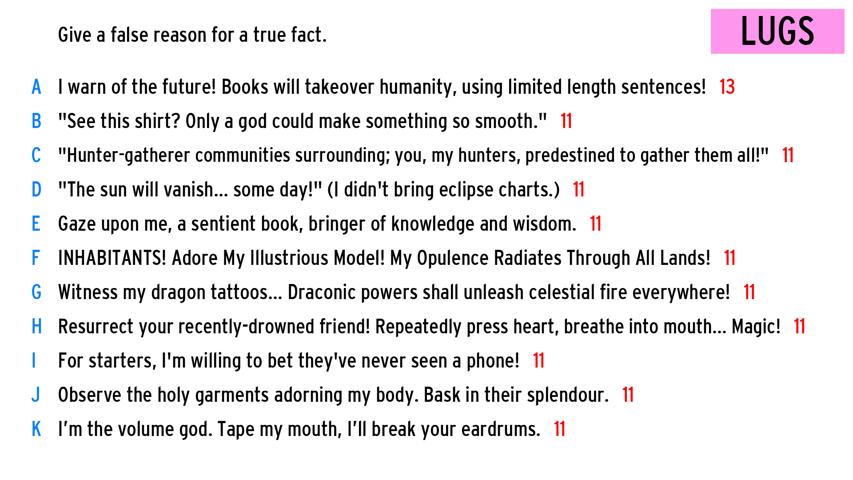 Give a false reason for a true fact.
LUGS
A I warn of the future! Books will takeover humanity, using limited length sentences! 13
B "See this shirt? Only a god could make something so smooth." 11
C "Hunter-gatherer communities surrounding; you, my hunters, predestined to gather them all!" 11
D "The sun will vanish... some day!" (I didn't bring eclipse charts.) 11
E Gaze upon me, a sentient book, bringer of knowledge and wisdom. 11
F INHABITANTS! Adore My Illustrious Model! My Opulence Radiates Through All Lands! 11
G Witness my dragon tattoos... Draconic powers shall unleash celestial fire everywhere! 11
H Resurrect your recently-drowned friend! Repeatedly press heart, breathe into mouth... Magic! 11
I For starters, I'm willing to bet they've never seen a phone! 11
J Observe the holy garments adorning my body. Bask in their splendour. 11
K I’m the volume god. Tape my mouth, I’ll break your eardrums. 11